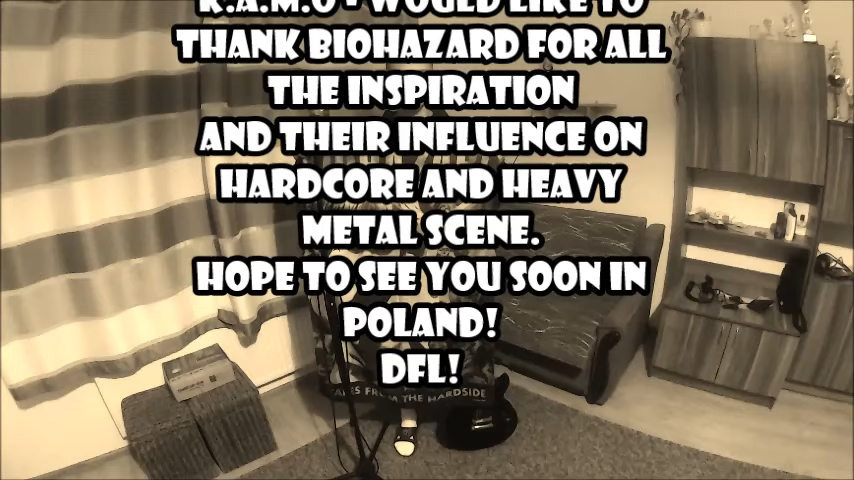 R.A.M.O - WOULD LIKE TO
THANK BIOHAZARD FOR ALL
THE INSPIRATION
AND THEIR INFLUENCE ON
HARDCORE AND HEAVY
METAL SCENE.
HOPE TO SEE YOU SOON IN
POLAND!
DFL!
TALES FROM THE HARDSIDE